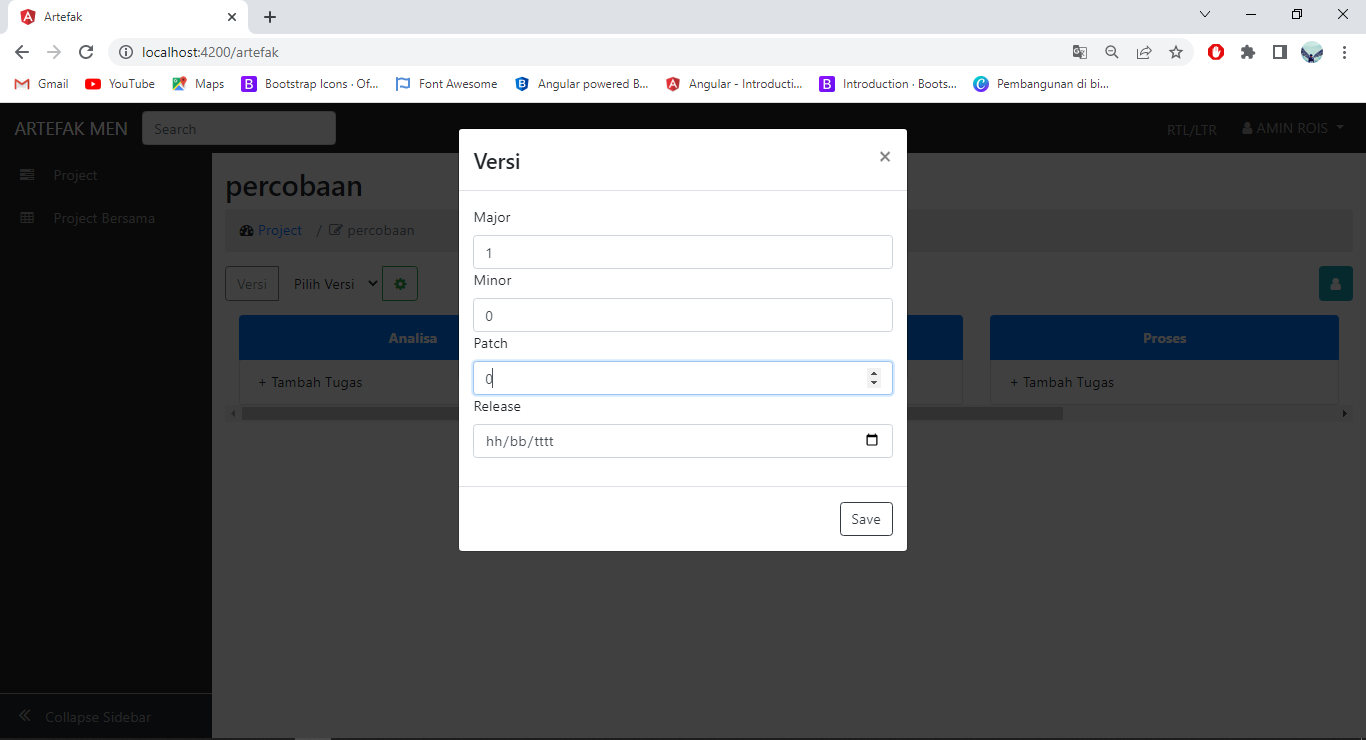 Artefak
localhost:4200/artefak
Gmail YouTube Maps Bootstrap Icons · Of... Font Awesome Angular powered B... Angular - Introducti... Introduction · Boots... Pembangunan di bi...
ARTEFAK MEN Search RTL/LTR AMIN ROIS
Project
Project Bersama
percobaan
Project / percobaan
Versi Pilih Versi
Analisa Proses
+ Tambah Tugas + Tambah Tugas
Versi ×
Major
1
Minor
0
Patch
0
Release
hh/bb/tttt
Save
Collapse Sidebar